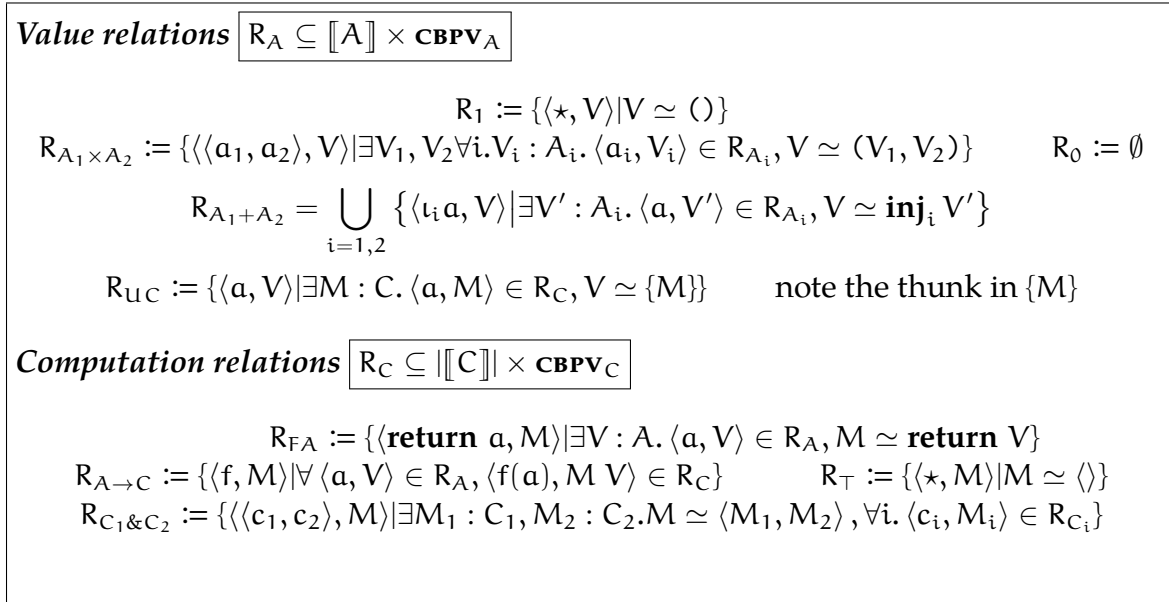 Value relations R_A ⊆ ⟦A⟧ × CBPV_A
R_1 ≔ {⟨⋆, V⟩|V ≃ ()}
R_{A_1×A_2} ≔ {⟨⟨a_1, a_2⟩, V⟩|∃V_1, V_2∀i.V_i : A_i. ⟨a_i, V_i⟩ ∈ R_{A_i}, V ≃ (V_1, V_2)} R_0 ≔ ∅
R_{A_1+A_2} = ⋃_{i=1,2} {⟨ι_i a, V⟩|∃V′ : A_i. ⟨a, V′⟩ ∈ R_{A_i}, V ≃ inj_i V′}
R_{U C} ≔ {⟨a, V⟩|∃M : C. ⟨a, M⟩ ∈ R_C, V ≃ {M}} note the thunk in {M}
Computation relations R_C ⊆ |⟦C⟧| × CBPV_C
R_{FA} ≔ {⟨return a, M⟩|∃V : A. ⟨a, V⟩ ∈ R_A, M ≃ return V}
R_{A→C} ≔ {⟨f, M⟩|∀ ⟨a, V⟩ ∈ R_A, ⟨f(a), M V⟩ ∈ R_C} R_⊤ ≔ {⟨⋆, M⟩|M ≃ ⟨⟩}
R_{C_1&C_2} ≔ {⟨⟨c_1, c_2⟩, M⟩|∃M_1 : C_1, M_2 : C_2.M ≃ ⟨M_1, M_2⟩ , ∀i. ⟨c_i, M_i⟩ ∈ R_{C_i}}